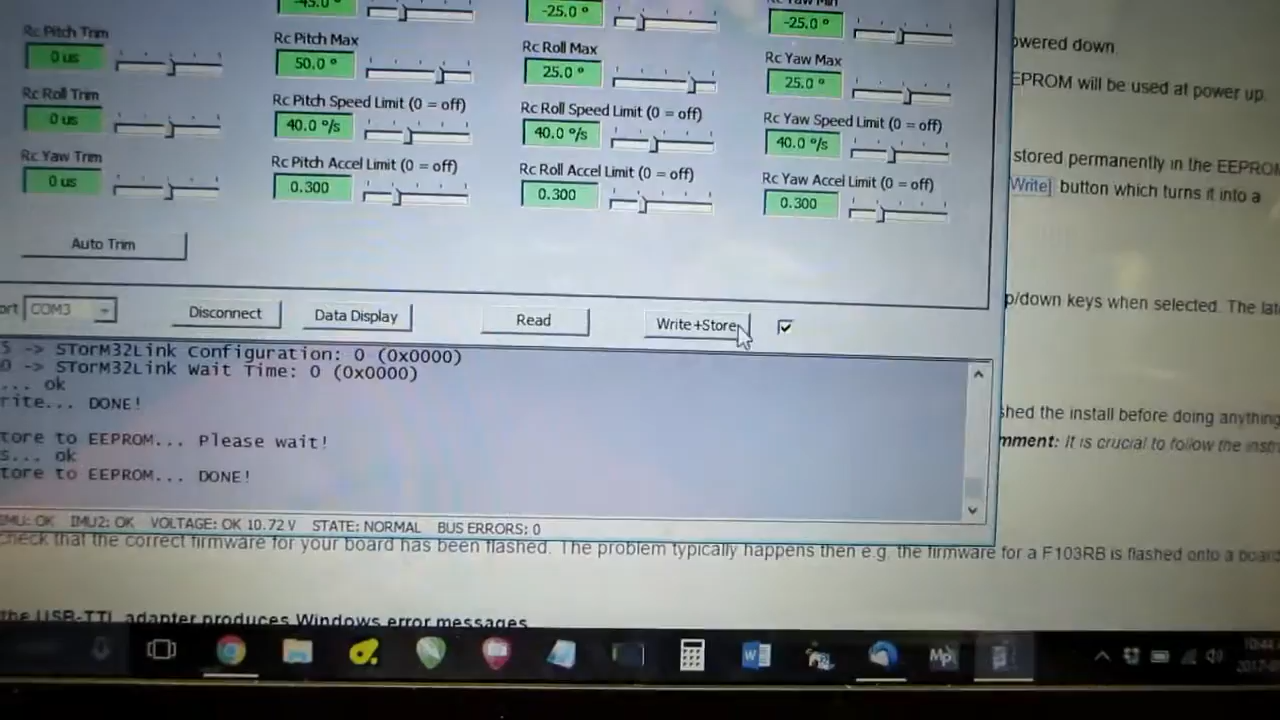 -45.0 °
-25.0 °
-25.0 °
Rc Pitch Trim
0 us
Rc Pitch Max
50.0 °
Rc Roll Max
25.0 °
Rc Yaw Max
25.0 °
Rc Roll Trim
0 us
Rc Pitch Speed Limit (0 = off)
40.0 °/s
Rc Roll Speed Limit (0 = off)
40.0 °/s
Rc Yaw Speed Limit (0 = off)
40.0 °/s
Rc Yaw Trim
0 us
Rc Pitch Accel Limit (0 = off)
0.300
Rc Roll Accel Limit (0 = off)
0.300
Rc Yaw Accel Limit (0 = off)
0.300
Auto Trim
ort COM3
Disconnect
Data Display
Read
Write+Store
5 -> STorM32Link Configuration: 0 (0x0000)
0 -> STorM32Link Wait Time: 0 (0x0000)
... ok
rite... DONE!
tore to EEPROM... Please wait!
s... ok
tore to EEPROM... DONE!
IMU: OK IMU2: OK VOLTAGE: OK 10.72 V STATE: NORMAL BUS ERRORS: 0
owered down
EPROM will be used at power up.
stored permanently in the EEPROM
[Write] button which turns it into a
p/down keys when selected. The lat
shed the install before doing anything
mment: It is crucial to follow the instr
check that the correct firmware for your board has been flashed. The problem typically happens then e.g. the firmware for a F103RB is flashed onto a board
the USB-TTL adapter produces Windows error messages